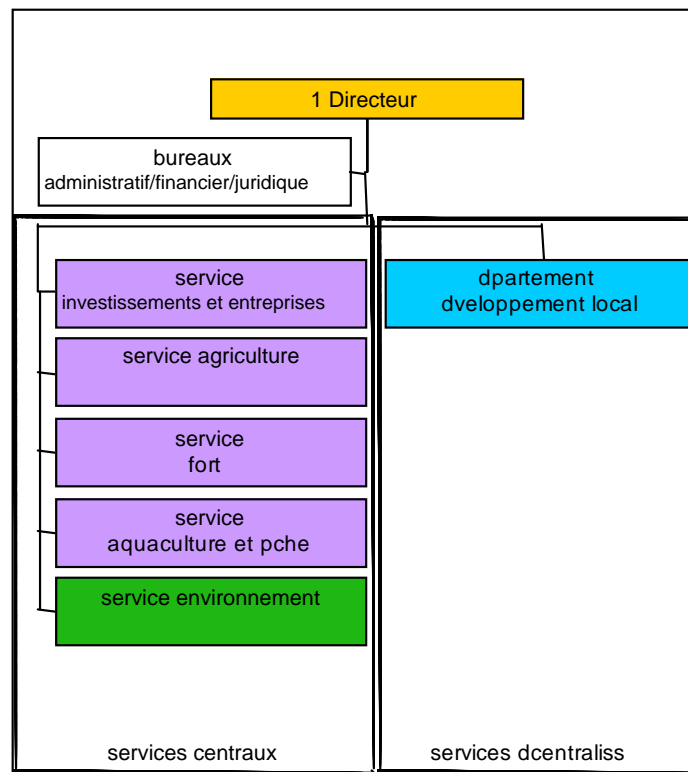 1 Directeur
bureaux
administratif/financier/juridique
service
investissements et entreprises
dpartement
dveloppement local
service agriculture
service
fort
service
aquaculture et pche
service environnement
services centraux
services dcentraliss